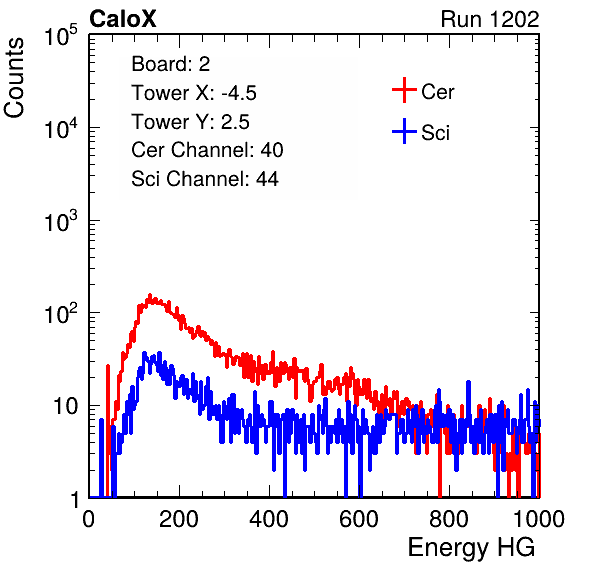 CaloX Run 1202
Counts
10^5
10^4
10^3
10^2
10
1
Board: 2
Tower X: -4.5
Tower Y: 2.5
Cer Channel: 40
Sci Channel: 44
Cer
Sci
0 200 400 600 800 1000
Energy HG